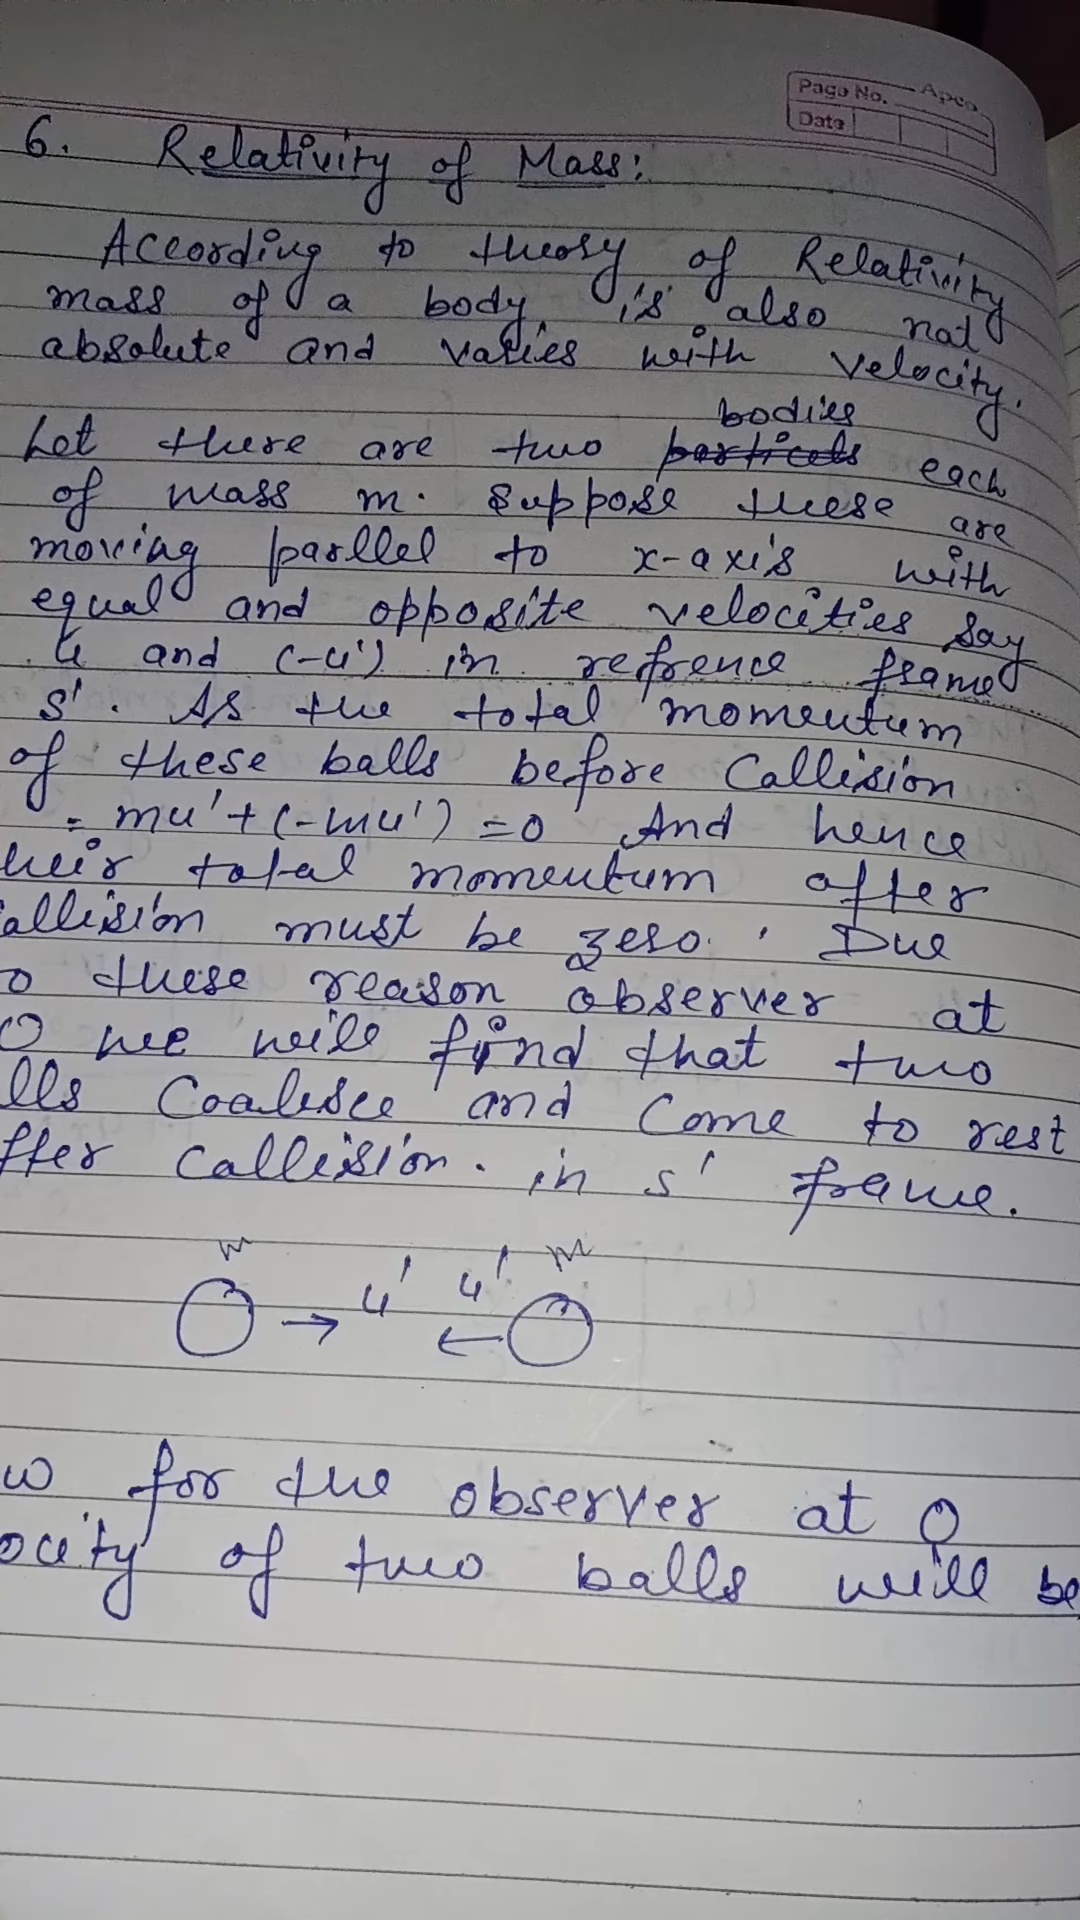 Page No.
Apco
Date
6. Relativity of Mass:
According to theory of Relativity
mass of a body is also not
absolute and varies with velocity.
bodies
Let there are two each
of mass m. Suppose these are
moving parllel to x-axis with
equal and opposite velocities say
u and (-u') in refrence frame
s'. As the total momentum
of these balls before Collision
= mu' + (-mu') = 0 And hence
heir total momentum after
ollision must be zero. Due
o these reason observer at
O we will find that two
lls Coalesce and Come to rest
ffer Collision. in s' frame.
m m
→ u' u' ←
w for the observer at O
ocity of two balls will be